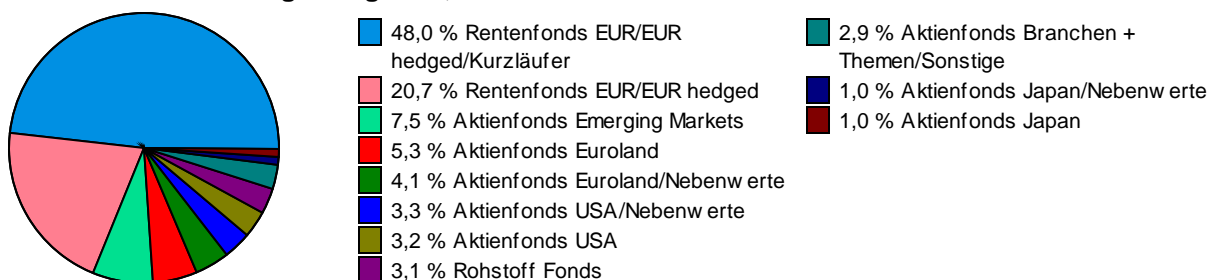 48,0 % Rentenfonds EUR/EUR
hedged/Kurzläufer
20,7 % Rentenfonds EUR/EUR hedged
7,5 % Aktienfonds Emerging Markets
5,3 % Aktienfonds Euroland
4,1 % Aktienfonds Euroland/Nebenw erte
3,3 % Aktienfonds USA/Nebenw erte
3,2 % Aktienfonds USA
3,1 % Rohstoff Fonds
2,9 % Aktienfonds Branchen +
Themen/Sonstige
1,0 % Aktienfonds Japan/Nebenw erte
1,0 % Aktienfonds Japan